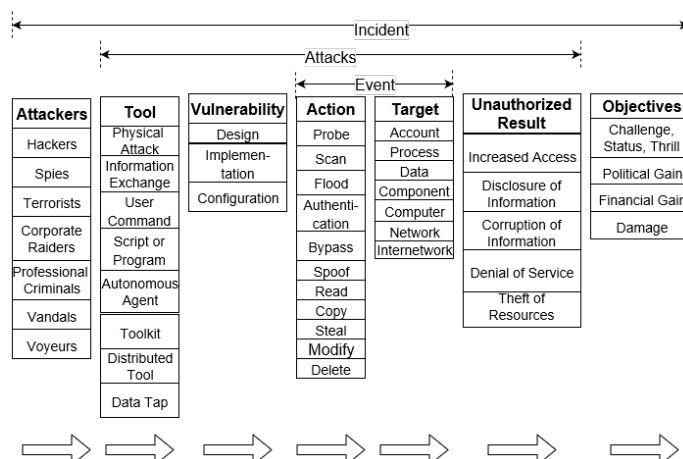 Incident
Attacks
Event
Attackers
Hackers
Spies
Terrorists
Corporate
Raiders
Professional
Criminals
Vandals
Voyeurs
Tool
Physical
Attack
Information
Exchange
User
Command
Script or
Program
Autonomous
Agent
Toolkit
Distributed
Tool
Data Tap
Vulnerability
Design
Implemen-
tation
Configuration
Action
Probe
Scan
Flood
Authenti-
cation
Bypass
Spoof
Read
Copy
Steal
Modify
Delete
Target
Account
Process
Data
Component
Computer
Network
Internetwork
Unauthorized
Result
Increased Access
Disclosure of
Information
Corruption of
Information
Denial of Service
Theft of
Resources
Objectives
Challenge,
Status, Thrill
Political Gain
Financial Gain
Damage